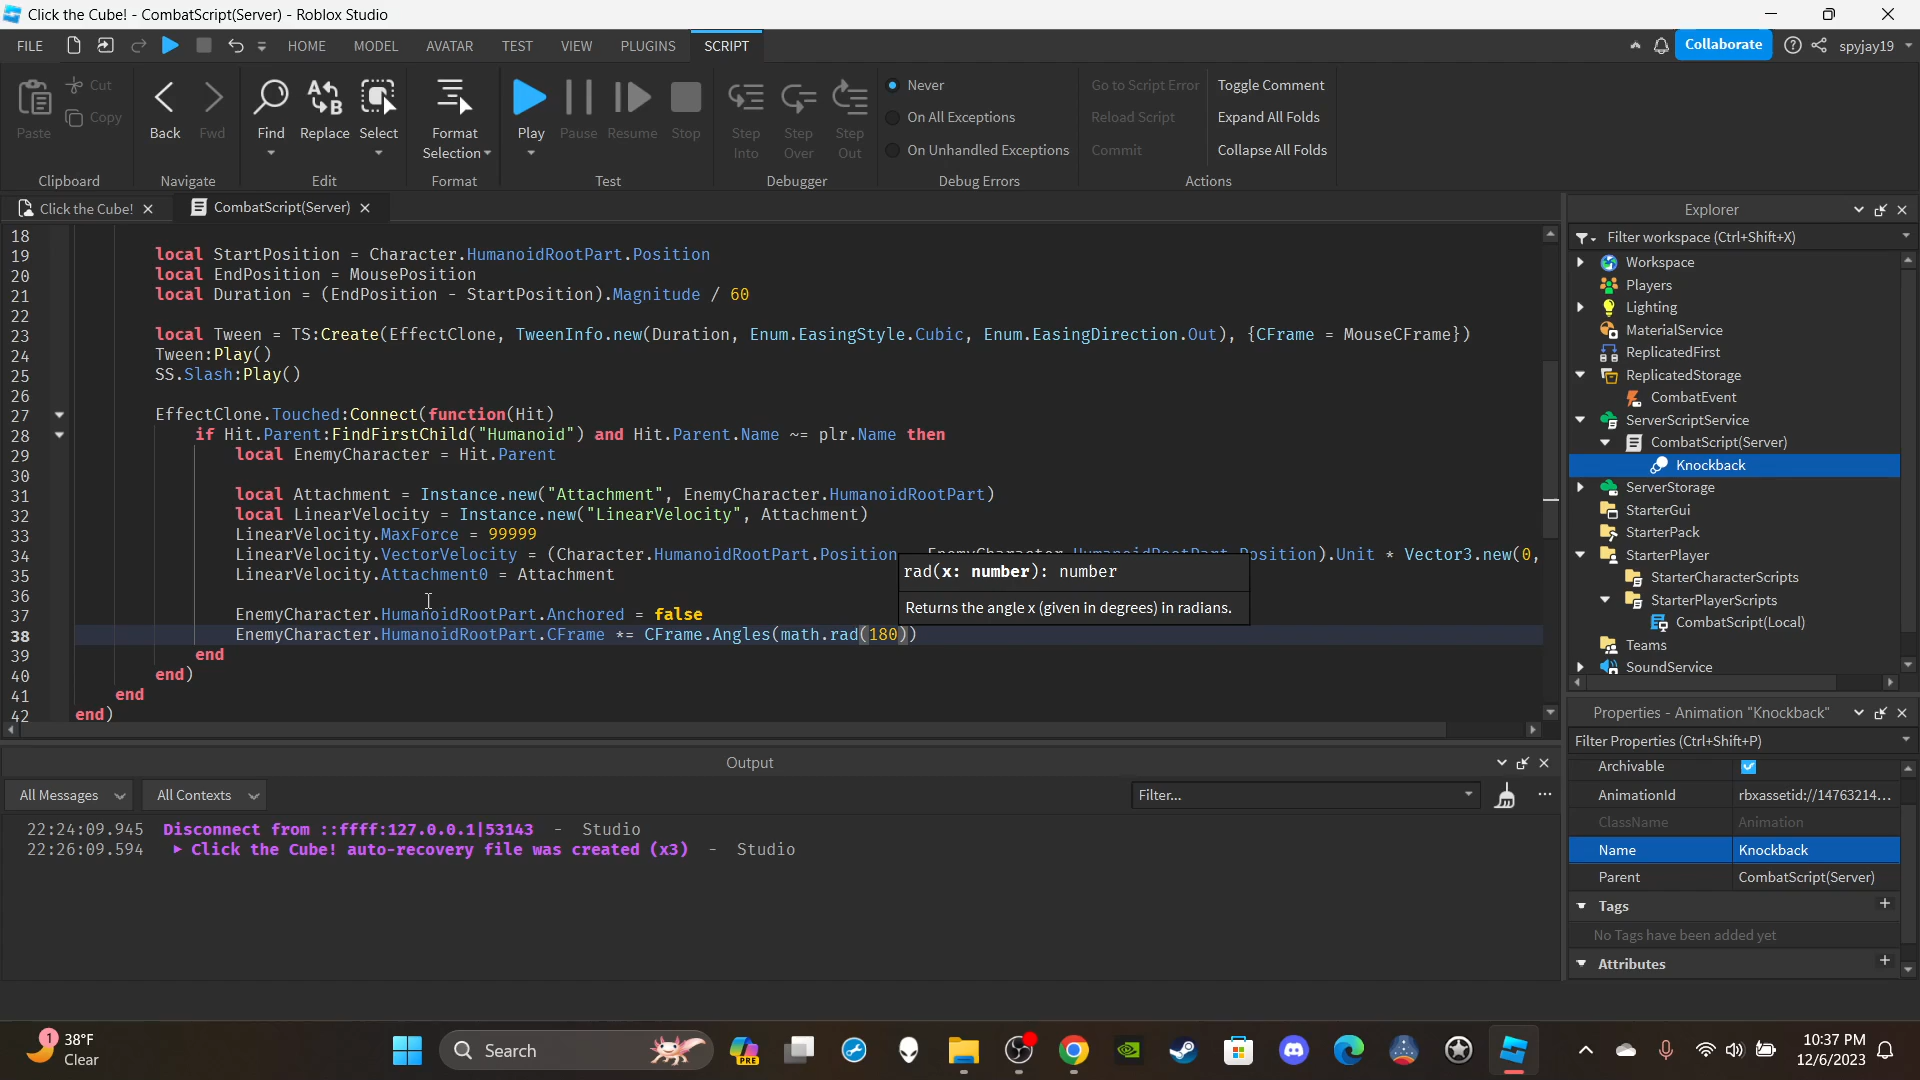 Click the Cube! - CombatScript(Server) - Roblox Studio
FILE HOME MODEL AVATAR TEST VIEW PLUGINS SCRIPT Collaborate spyjay19
Paste Cut Copy Clipboard
Back Fwd Navigate
Find Replace Select Edit
Format Selection Format
Play Pause Resume Stop Test
Step Into Step Over Step Out Debugger
Never
On All Exceptions
On Unhandled Exceptions
Debug Errors
Go to Script Error Toggle Comment
Reload Script Expand All Folds
Commit Collapse All Folds
Actions
Click the Cube! CombatScript(Server)
18
19 local StartPosition = Character.HumanoidRootPart.Position
20 local EndPosition = MousePosition
21 local Duration = (EndPosition - StartPosition).Magnitude / 60
22
23 local Tween = TS:Create(EffectClone, TweenInfo.new(Duration, Enum.EasingStyle.Cubic, Enum.EasingDirection.Out), {CFrame = MouseCFrame})
24 Tween:Play()
25 SS.Slash:Play()
26
27 EffectClone.Touched:Connect(function(Hit)
28 if Hit.Parent:FindFirstChild("Humanoid") and Hit.Parent.Name ~= plr.Name then
29 local EnemyCharacter = Hit.Parent
30
31 local Attachment = Instance.new("Attachment", EnemyCharacter.HumanoidRootPart)
32 local LinearVelocity = Instance.new("LinearVelocity", Attachment)
33 LinearVelocity.MaxForce = 99999
34 LinearVelocity.VectorVelocity = (Character.HumanoidRootPart.Position - EnemyCharacter.HumanoidRootPart.Position).Unit * Vector3.new(0,
35 LinearVelocity.Attachment0 = Attachment
36
37 EnemyCharacter.HumanoidRootPart.Anchored = false
38 EnemyCharacter.HumanoidRootPart.CFrame *= CFrame.Angles(math.rad(180))
39 end
40 end)
41 end
42 end)
rad(x: number): number
Returns the angle x (given in degrees) in radians.
Explorer
Filter workspace (Ctrl+Shift+X)
Workspace
Players
Lighting
MaterialService
ReplicatedFirst
ReplicatedStorage
CombatEvent
ServerScriptService
CombatScript(Server)
Knockback
ServerStorage
StarterGui
StarterPack
StarterPlayer
StarterCharacterScripts
StarterPlayerScripts
CombatScript(Local)
Teams
SoundService
Properties - Animation "Knockback"
Filter Properties (Ctrl+Shift+P)
Archivable
AnimationId rbxassetid://14763214...
ClassName Animation
Name Knockback
Parent CombatScript(Server)
Tags +
No Tags have been added yet
Attributes +
Output
All Messages All Contexts Filter...
22:24:09.945 Disconnect from ::ffff:127.0.0.1|53143 - Studio
22:26:09.594 Click the Cube! auto-recovery file was created (x3) - Studio
1 38°F
Clear
Search
PRE
10:37 PM
12/6/2023